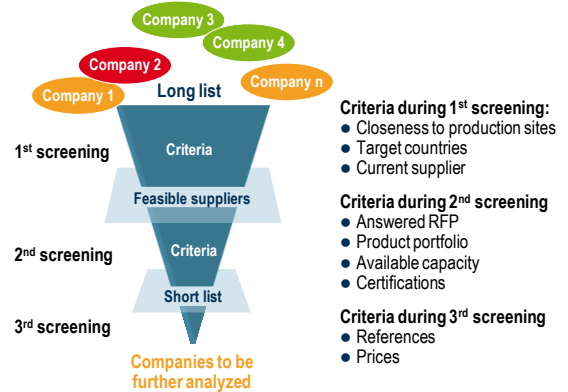 Company 3
Company 4
Company 2
Company n
Company 1
Long list
1st screening
Criteria
Feasible suppliers
2nd screening
Criteria
Short list
3rd screening
Companies to be
further analyzed
Criteria during 1st screening:
● Closeness to production sites
● Target countries
● Current supplier
Criteria during 2nd screening
● Answered RFP
● Product portfolio
● Available capacity
● Certifications
Criteria during 3rd screening
● References
● Prices